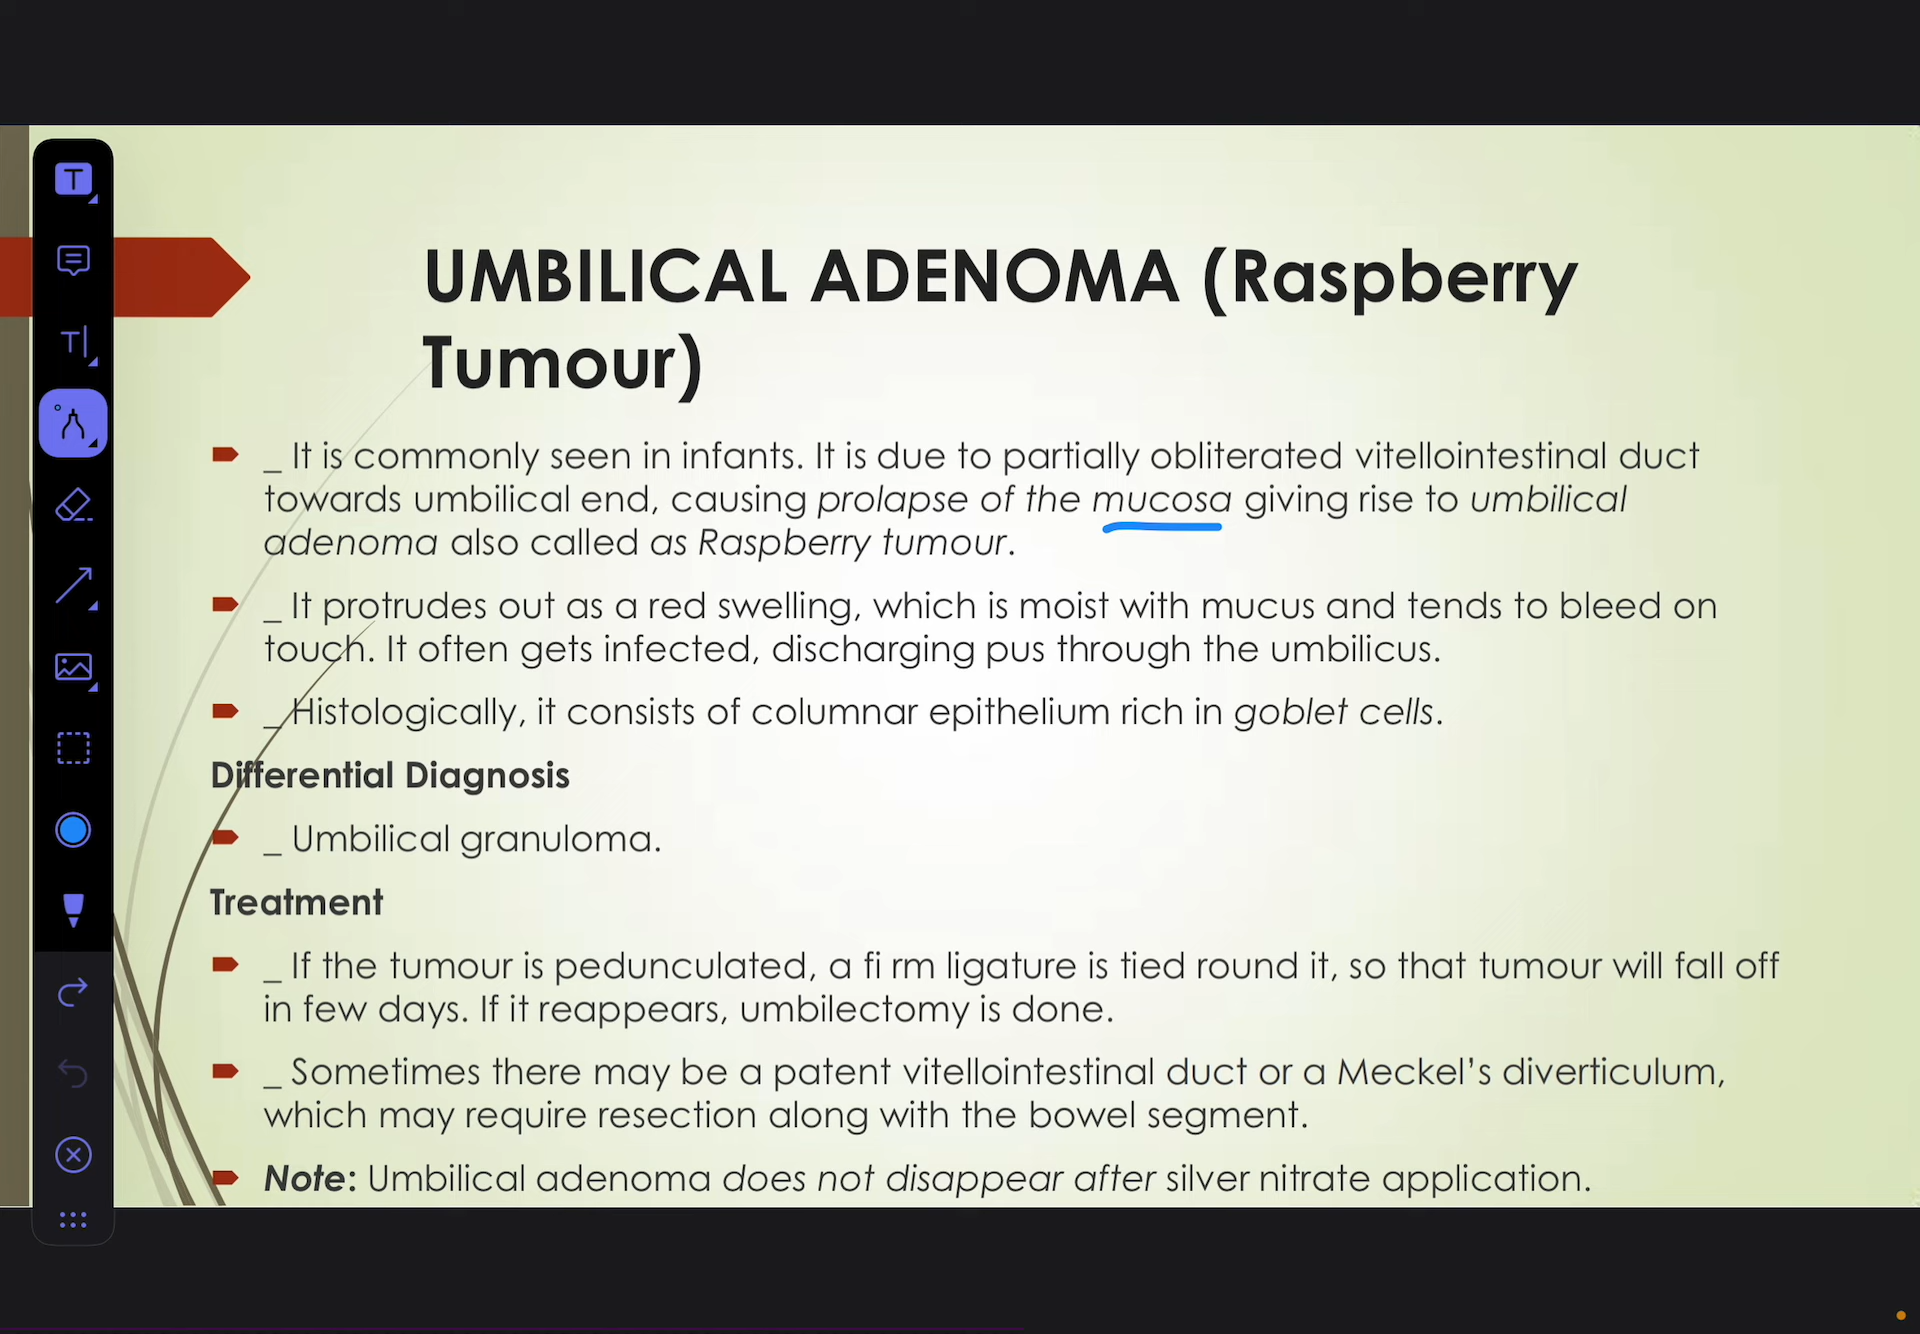 UMBILICAL ADENOMA (Raspberry
Tumour)
_ It is commonly seen in infants. It is due to partially obliterated vitellointestinal duct
towards umbilical end, causing prolapse of the mucosa giving rise to umbilical
adenoma also called as Raspberry tumour.
_ It protrudes out as a red swelling, which is moist with mucus and tends to bleed on
touch. It often gets infected, discharging pus through the umbilicus.
_ Histologically, it consists of columnar epithelium rich in goblet cells.
Differential Diagnosis
_ Umbilical granuloma.
Treatment
_ If the tumour is pedunculated, a fi rm ligature is tied round it, so that tumour will fall off
in few days. If it reappears, umbilectomy is done.
_ Sometimes there may be a patent vitellointestinal duct or a Meckel's diverticulum,
which may require resection along with the bowel segment.
Note: Umbilical adenoma does not disappear after silver nitrate application.